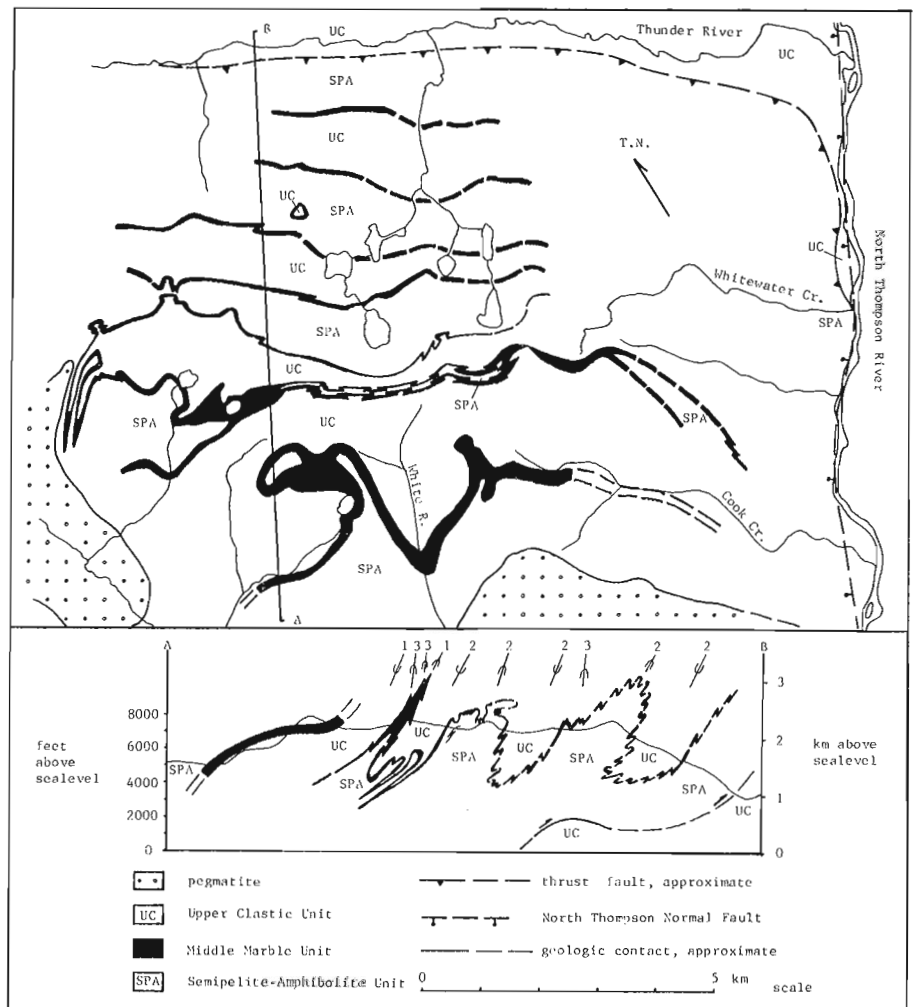 B
UC
Thunder River
UC
SPA
UC
T.N.
UC
SPA
UC
UC
North Thompson River
Whitewater Cr.
SPA
SPA
UC
SPA
SPA
SPA
UC
White R.
Cook Cr.
SPA
A
A
1 3 3 1 2 2 2 3 2 2
B
feet
above
sealevel
8000
6000
4000
2000
0
SPA
UC
SPA
UC
SPA
UC
SPA
UC
SPA
UC
UC
3
2
1
0
km above
sealevel
pegmatite
thrust fault, approximate
UC Upper Clastic Unit
North Thompson Normal Fault
Middle Marble Unit
geologic contact, approximate
SPA Semipelite-Amphibolite Unit
0 5 km
scale